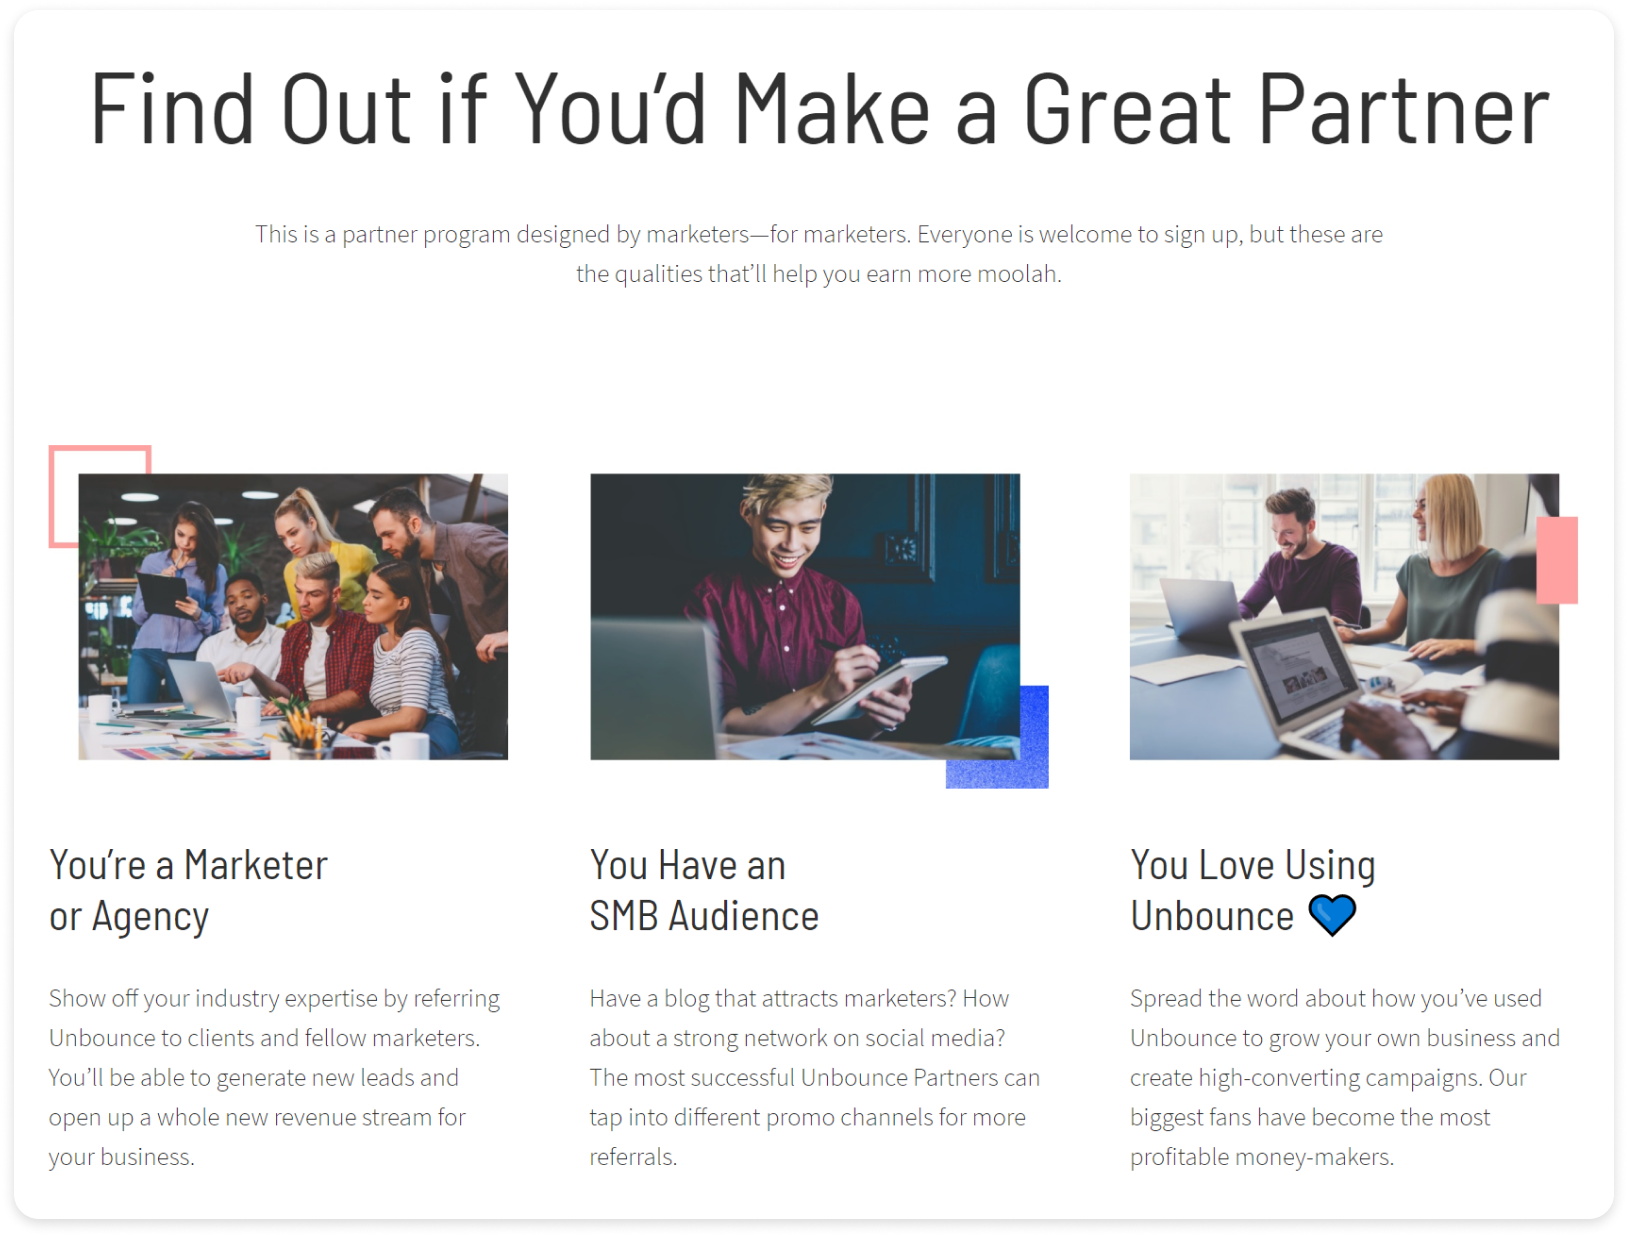 Find Out if You’d Make a Great Partner
This is a partner program designed by marketers—for marketers. Everyone is welcome to sign up, but these are
the qualities that’ll help you earn more moolah.
You’re a Marketer
or Agency
Show off your industry expertise by referring
Unbounce to clients and fellow marketers.
You’ll be able to generate new leads and
open up a whole new revenue stream for
your business.
You Have an
SMB Audience
Have a blog that attracts marketers? How
about a strong network on social media?
The most successful Unbounce Partners can
tap into different promo channels for more
referrals.
You Love Using
Unbounce 💙
Spread the word about how you’ve used
Unbounce to grow your own business and
create high-converting campaigns. Our
biggest fans have become the most
profitable money-makers.